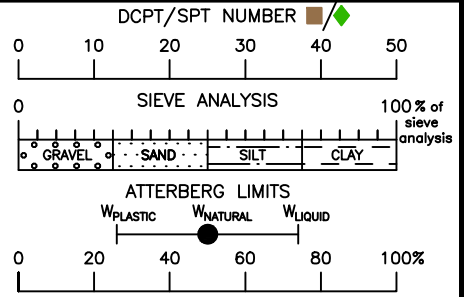 DCPT/SPT NUMBER /
0 10 20 30 40 50
SIEVE ANALYSIS
0 100% of
sieve
analysis
GRAVEL SAND SILT CLAY
ATTERBERG LIMITS
WPLASTIC WNATURAL WLIQUID
0 20 40 60 80 100%